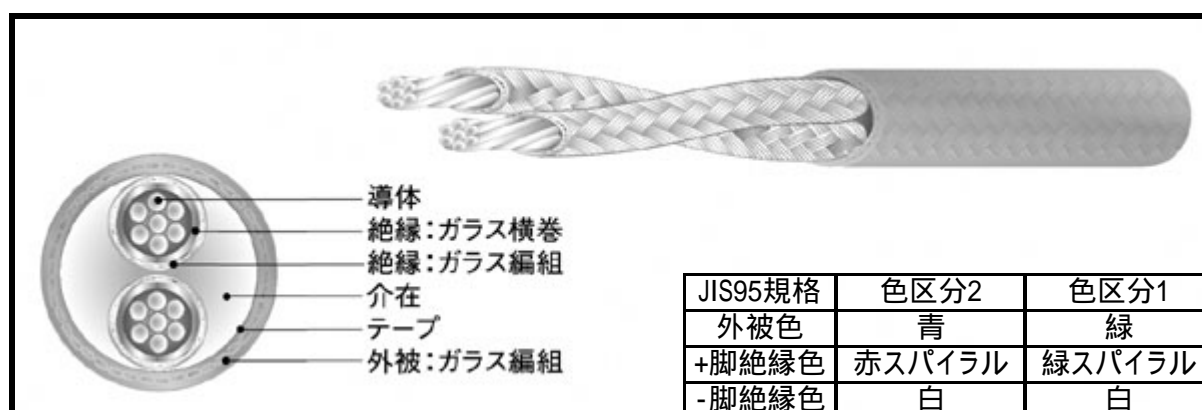 導体
絶縁：ガラス横巻
絶縁：ガラス編組
介在
テープ
外被：ガラス編組
JIS95規格 色区分2 色区分1
外被色 青 緑
+脚絶縁色 赤スパイラル 緑スパイラル
-脚絶縁色 白 白